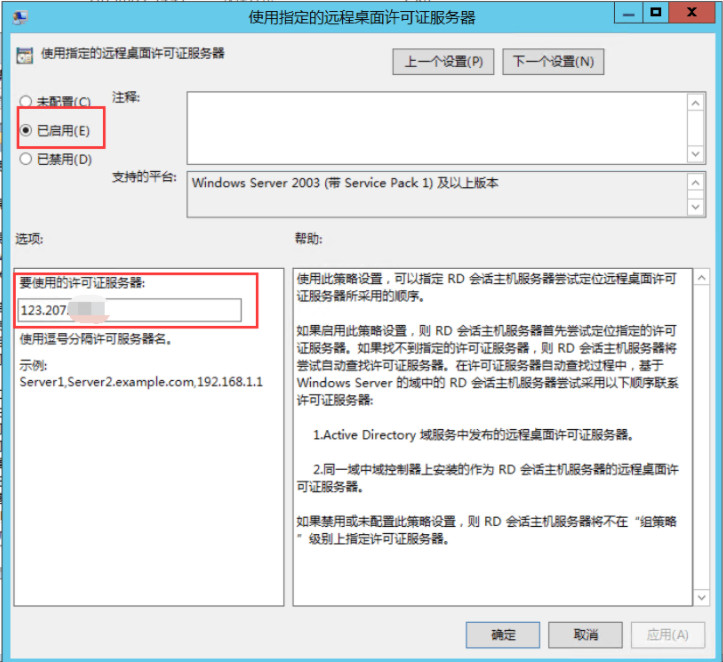 使用指定的远程桌面许可证服务器
使用指定的远程桌面许可证服务器
上一个设置(P)
下一个设置(N)
未配置(C)
注释:
已启用(E)
已禁用(D)
支持的平台:
Windows Server 2003 (带 Service Pack 1) 及以上版本
选项:
帮助:
要使用的许可证服务器:
123.207.
使用逗号分隔许可服务器名。
示例:
Server1,Server2.example.com,192.168.1.1
使用此策略设置，可以指定 RD 会话主机服务器尝试定位远程桌面许可
证服务器所采用的顺序。
如果启用此策略设置，则 RD 会话主机服务器首先尝试定位指定的许可
证服务器。如果找不到指定的许可证服务器，则 RD 会话主机服务器将
尝试自动查找许可证服务器。在许可证服务器自动查找过程中，基于
Windows Server 的域中的 RD 会话主机服务器尝试采用以下顺序联系
许可证服务器:
1.Active Directory 域服务中发布的远程桌面许可证服务器。
2.同一域中域控制器上安装的作为 RD 会话主机服务器的远程桌面许
可证服务器。
如果禁用或未配置此策略设置，则 RD 会话主机服务器将不在“组策略
”级别上指定许可证服务器。
确定
取消
应用(A)